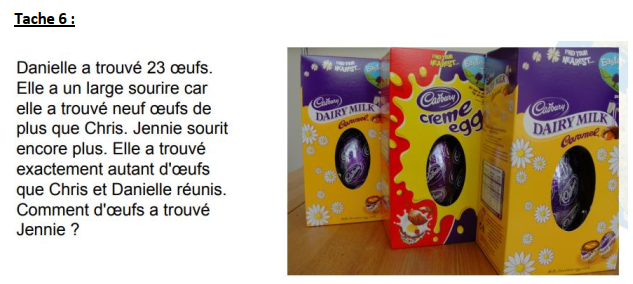 Tache 6 :
Danielle a trouvé 23 œufs.
Elle a un large sourire car
elle a trouvé neuf œufs de
plus que Chris. Jennie sourit
encore plus. Elle a trouvé
exactement autant d'œufs
que Chris et Danielle réunis.
Comment d'œufs a trouvé
Jennie ?
Cadbury
DAIRY MILK
Caramel
Cadbury
creme
egg
Cadbury
DAIRY MILK
Caramel